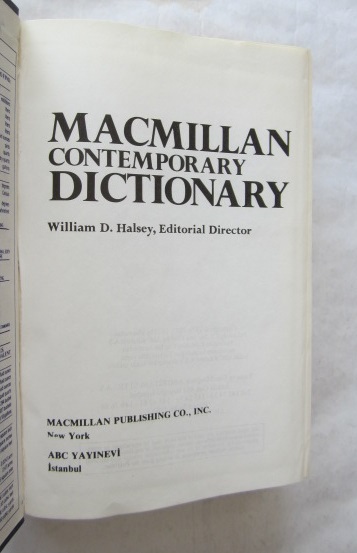 MACMILLAN
CONTEMPORARY
DICTIONARY
William D. Halsey, Editorial Director
MACMILLAN PUBLISHING CO., INC.
New York
ABC YAYINEVİ
İstanbul